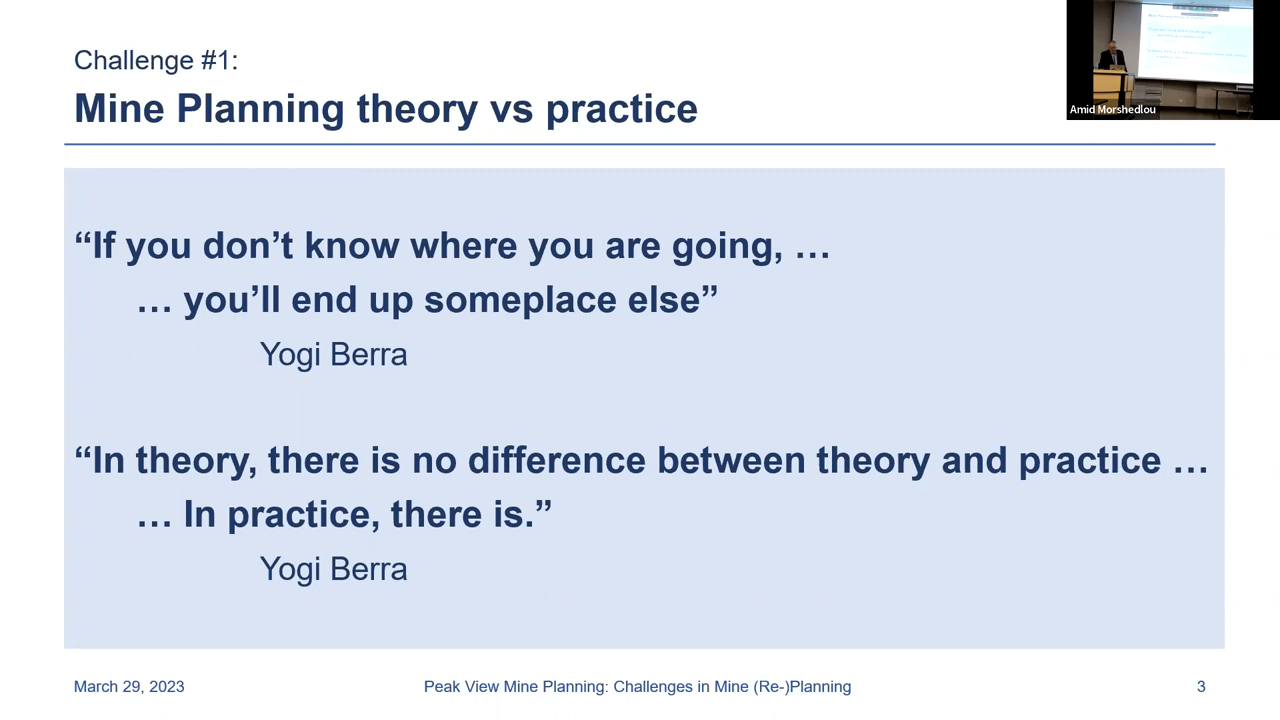 Challenge #1:
Mine Planning theory vs practice
Amid Morshedlou
“If you don’t know where you are going, …
… you’ll end up someplace else”
Yogi Berra
“In theory, there is no difference between theory and practice …
… In practice, there is.”
Yogi Berra
March 29, 2023
Peak View Mine Planning: Challenges in Mine (Re-)Planning
3